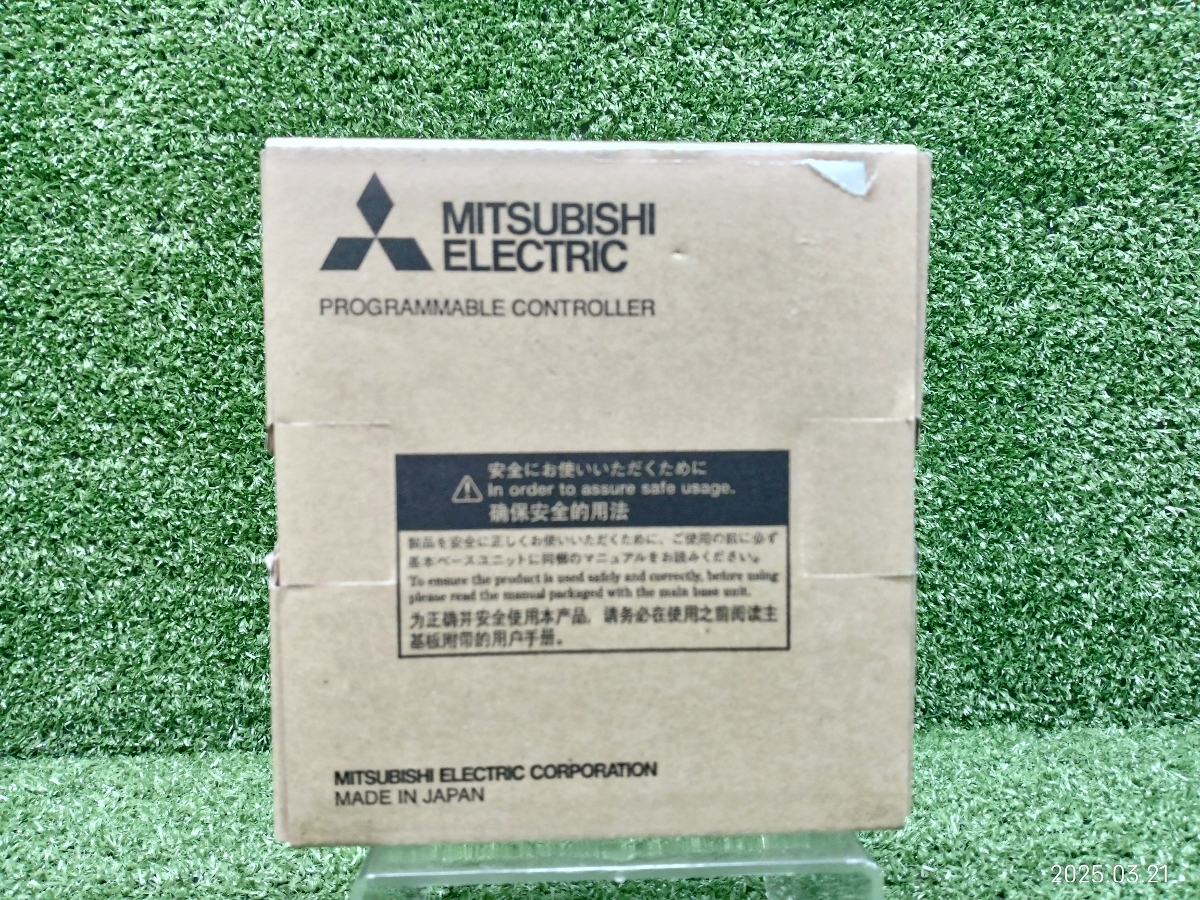 MITSUBISHI
ELECTRIC
PROGRAMMABLE CONTROLLER
安全にお使いいただくために
In order to assure safe usage.
确保安全的用法
製品を安全に正しくお使いいただくために、ご使用の前に必ず
基本ベースユニットに同梱のマニュアルをお読みください。
To ensure the product is used safely and correctly, before using
please read the manual packaged with the main base unit.
为正确并安全使用本产品，请务必在使用之前阅读主
基板附带的用户手册。
MITSUBISHI ELECTRIC CORPORATION
MADE IN JAPAN
2025 03 21